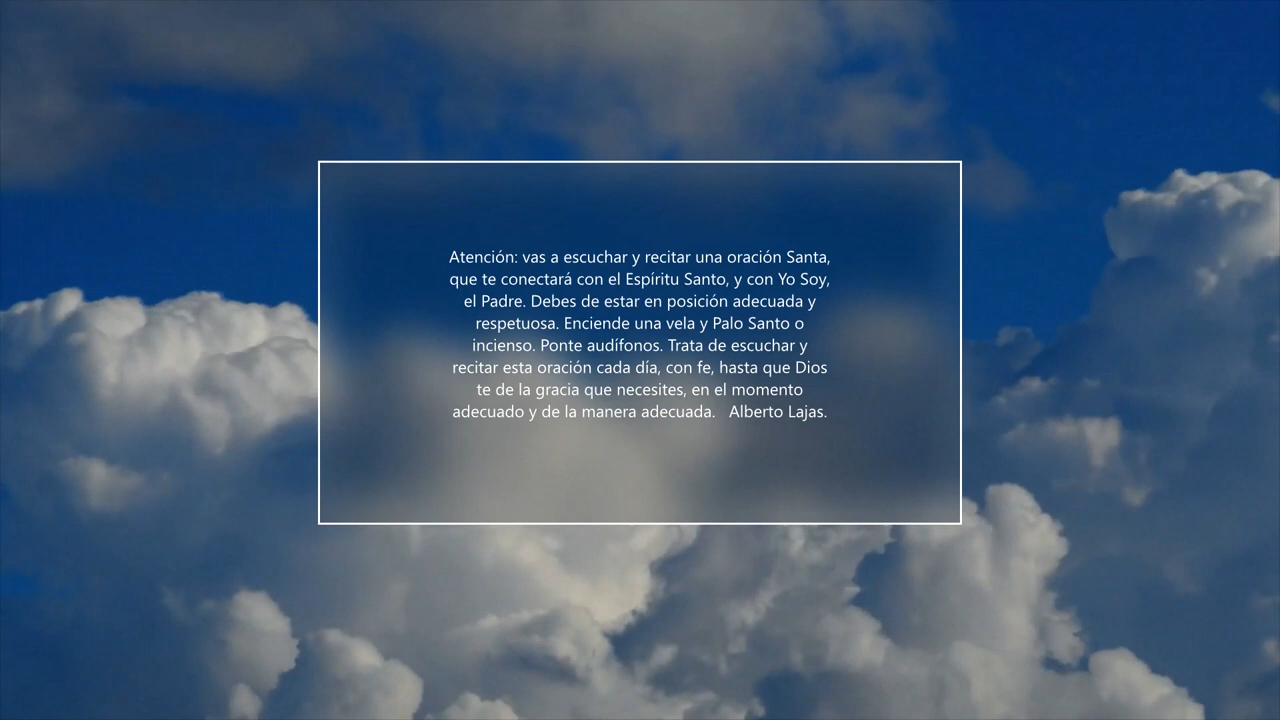 Atención: vas a escuchar y recitar una oración Santa,
que te conectará con el Espíritu Santo, y con Yo Soy,
el Padre. Debes de estar en posición adecuada y
respetuosa. Enciende una vela y Palo Santo o
incienso. Ponte audífonos. Trata de escuchar y
recitar esta oración cada día, con fe, hasta que Dios
te de la gracia que necesites, en el momento
adecuado y de la manera adecuada.   Alberto Lajas.